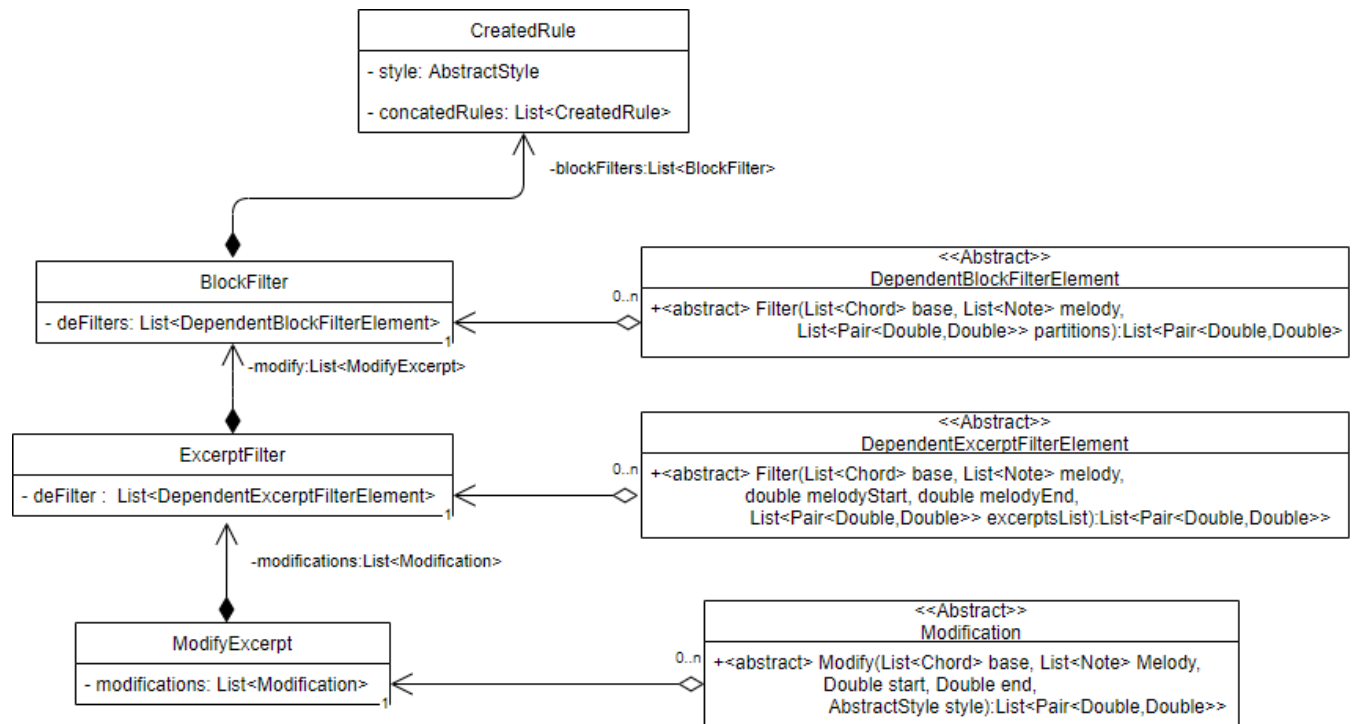 CreatedRule
- style: AbstractStyle
- concatedRules: List<CreatedRule>
-blockFilters:List<BlockFilter>
BlockFilter
- deFilters: List<DependentBlockFilterElement>
1
0..n
<<Abstract>>
DependentBlockFilterElement
+<abstract> Filter(List<Chord> base, List<Note> melody,
List<Pair<Double,Double>> partitions):List<Pair<Double,Double>
-modify:List<ModifyExcerpt>
ExcerptFilter
- deFilter : List<DependentExcerptFilterElement>
1
0..n
<<Abstract>>
DependentExcerptFilterElement
+<abstract> Filter(List<Chord> base, List<Note> melody,
double melodyStart, double melodyEnd,
List<Pair<Double,Double>> excerptsList):List<Pair<Double,Double>>
-modifications:List<Modification>
ModifyExcerpt
- modifications: List<Modification>
1
0..n
<<Abstract>>
Modification
+<abstract> Modify(List<Chord> base, List<Note> Melody,
Double start, Double end,
AbstractStyle style):List<Pair<Double,Double>>